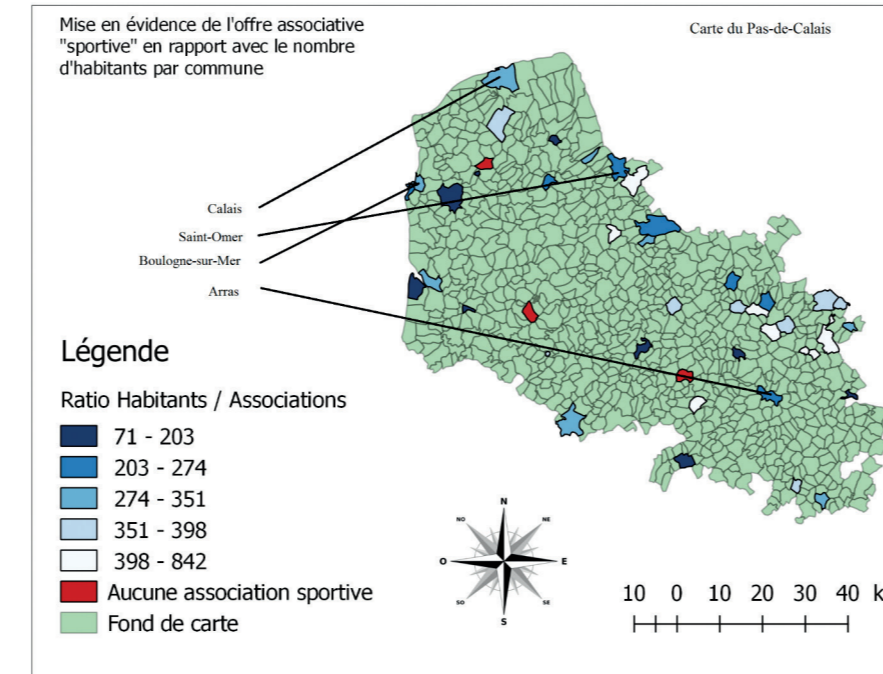 Mise en évidence de l'offre associative
"sportive" en rapport avec le nombre
d'habitants par commune
Carte du Pas-de-Calais
Calais
Saint-Omer
Boulogne-sur-Mer
Arras
Légende
Ratio Habitants / Associations
71 - 203
203 - 274
274 - 351
351 - 398
398 - 842
Aucune association sportive
Fond de carte
N
NO
NE
O
E
SO
SE
S
10 0 10 20 30 40 k